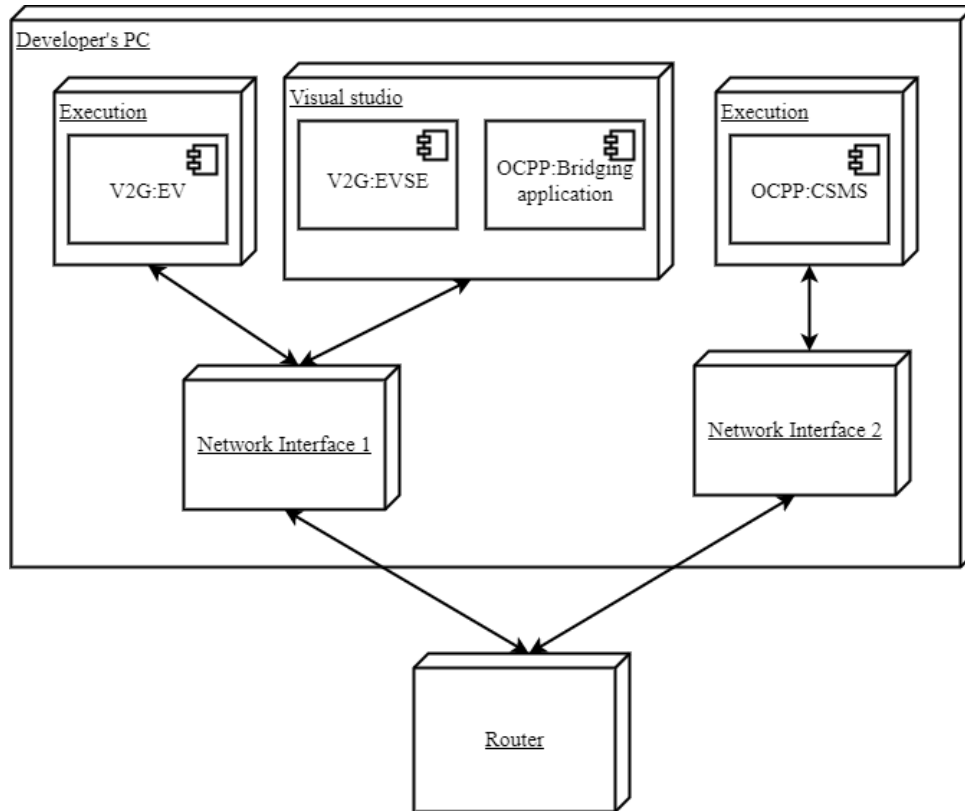 Developer's PC
Execution
V2G:EV
Visual studio
V2G:EVSE
OCPP:Bridging
application
Execution
OCPP:CSMS
Network Interface 1
Network Interface 2
Router